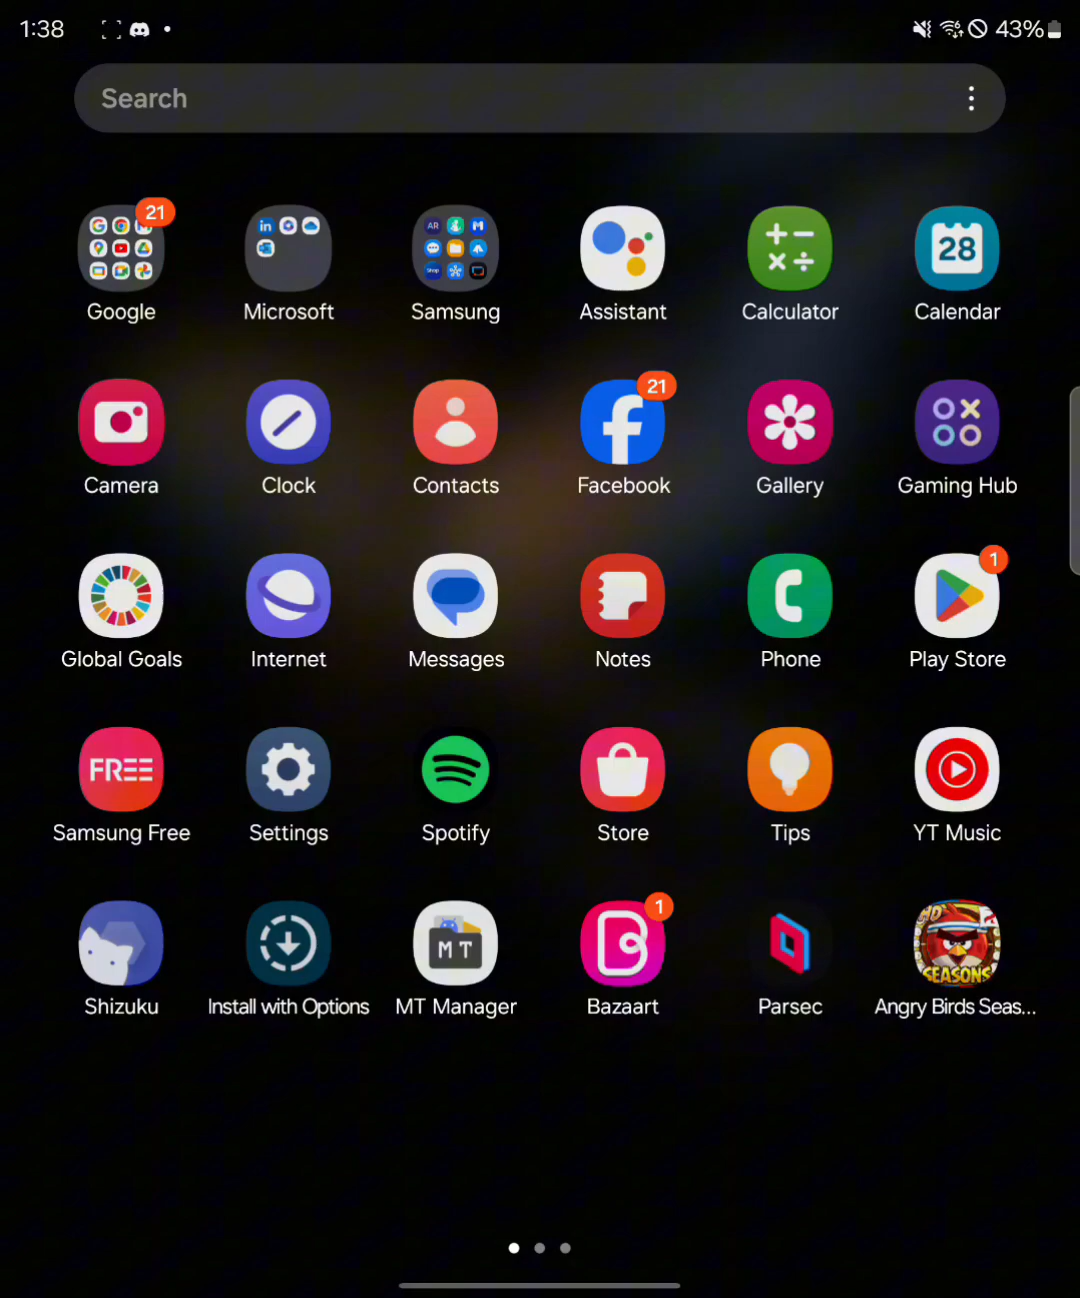 1:38
43%
Search
21
Google
Microsoft
Samsung
Assistant
Calculator
28
Calendar
Camera
Clock
Contacts
21
Facebook
Gallery
Gaming Hub
Global Goals
Internet
Messages
Notes
Phone
1
Play Store
FREE
Samsung Free
Settings
Spotify
Store
Tips
YT Music
Shizuku
Install with Options
MT
MT Manager
1
Bazaart
Parsec
HD
SEASONS
Angry Birds Seas...